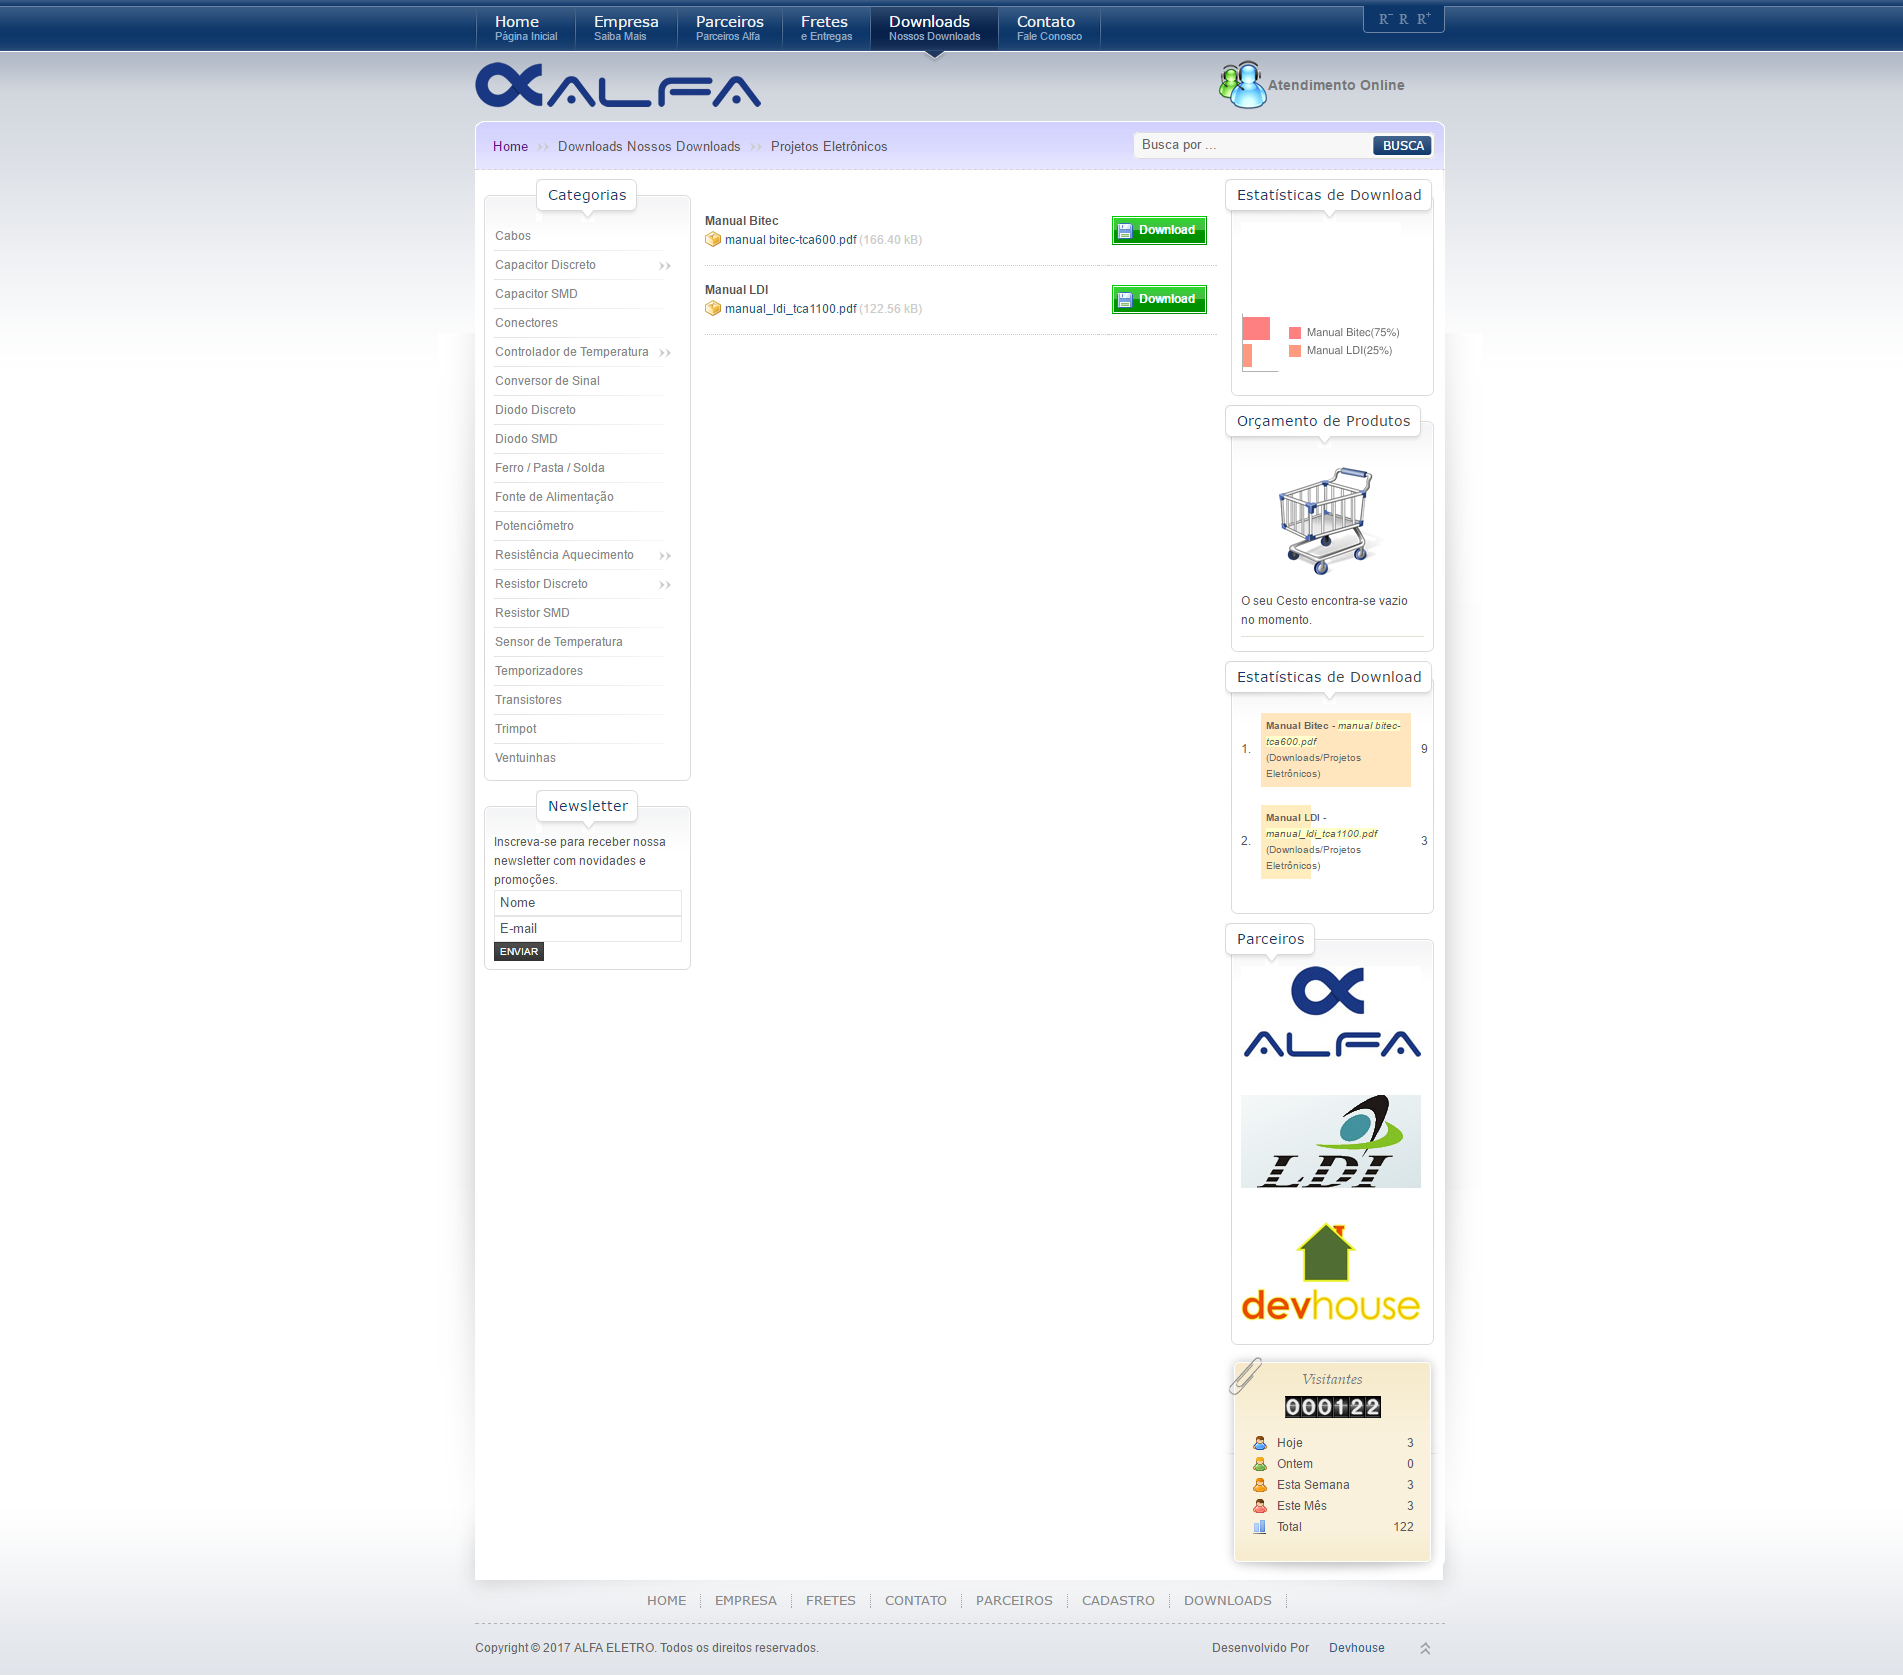 Home
Página Inicial
Empresa
Saiba Mais
Parceiros
Parceiros Alfa
Fretes
e Entregas
Downloads
Nossos Downloads
Contato
Fale Conosco
R- R R+
ALFA
Atendimento Online
Home Downloads Nossos Downloads Projetos Eletrônicos
Busca por ...
BUSCA
Categorias
Cabos
Capacitor Discreto
Capacitor SMD
Conectores
Controlador de Temperatura
Conversor de Sinal
Diodo Discreto
Diodo SMD
Ferro / Pasta / Solda
Fonte de Alimentação
Potenciômetro
Resistência Aquecimento
Resistor Discreto
Resistor SMD
Sensor de Temperatura
Temporizadores
Transistores
Trimpot
Ventuinhas
Newsletter
Inscreva-se para receber nossa
newsletter com novidades e
promoções.
Nome
E-mail
ENVIAR
Manual Bitec
manual bitec-tca600.pdf (166.40 kB)
Download
Manual LDI
manual_ldi_tca1100.pdf (122.56 kB)
Download
Estatísticas de Download
Manual Bitec(75%)
Manual LDI(25%)
Orçamento de Produtos
O seu Cesto encontra-se vazio
no momento.
Estatísticas de Download
1.
Manual Bitec - manual bitec-
tca600.pdf
(Downloads/Projetos
Eletrônicos)
9
2.
Manual LDI -
manual_ldi_tca1100.pdf
(Downloads/Projetos
Eletrônicos)
3
Parceiros
ALFA
LDI
devhouse
Visitantes
000122
Hoje 3
Ontem 0
Esta Semana 3
Este Mês 3
Total 122
HOME EMPRESA FRETES CONTATO PARCEIROS CADASTRO DOWNLOADS
Copyright © 2017 ALFA ELETRO. Todos os direitos reservados.
Desenvolvido Por Devhouse